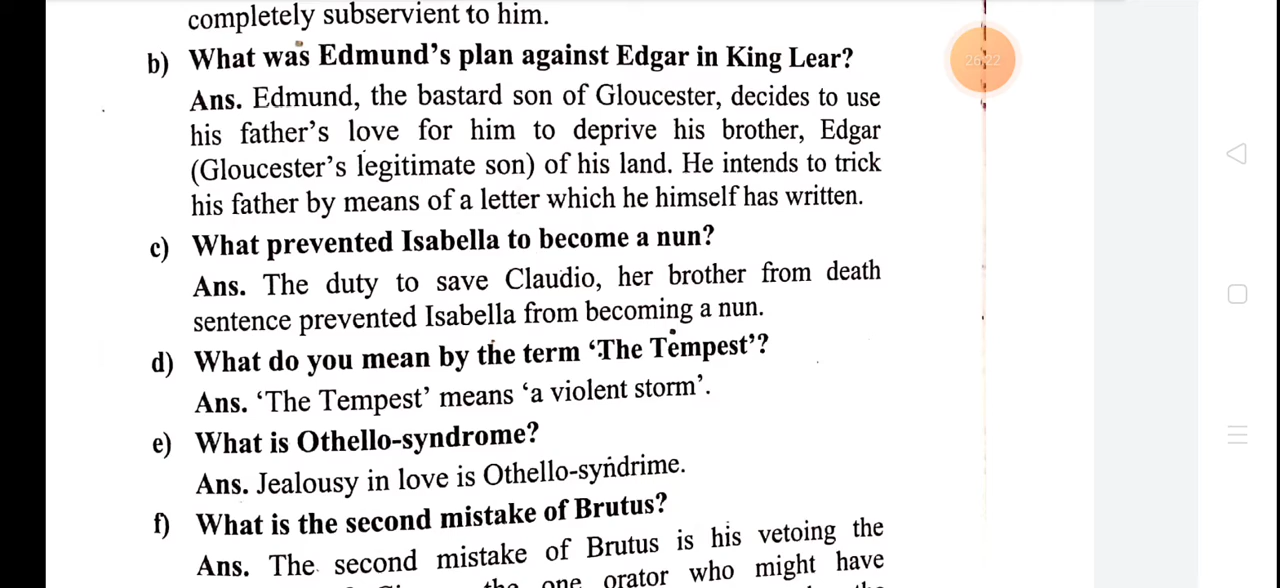 completely subservient to him.
b) What was Edmund's plan against Edgar in King Lear?
Ans. Edmund, the bastard son of Gloucester, decides to use
his father's love for him to deprive his brother, Edgar
(Gloucester's legitimate son) of his land. He intends to trick
his father by means of a letter which he himself has written.
c) What prevented Isabella to become a nun?
Ans. The duty to save Claudio, her brother from death
sentence prevented Isabella from becoming a nun.
d) What do you mean by the term 'The Tempest'?
Ans. 'The Tempest' means 'a violent storm'.
e) What is Othello-syndrome?
Ans. Jealousy in love is Othello-syndrime.
f) What is the second mistake of Brutus?
Ans. The second mistake of Brutus is his vetoing the
one orator who might have
26:22